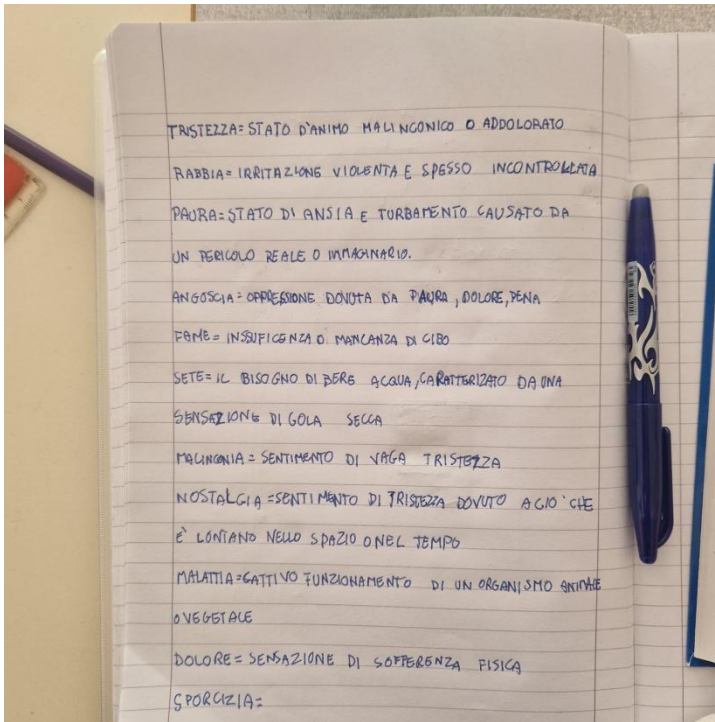 TRISTEZZA= STATO D'ANIMO MALINCONICO O ADDOLORATO
RABBIA= IRRITAZIONE VIOLENTA E SPESSO INCONTROLLATA
PAURA= STATO DI ANSIA E TURBAMENTO CAUSATO DA
UN PERICOLO REALE O IMMAGINARIO.
ANGOSCIA= OPPRESSIONE DOVUTA DA PAURA, DOLORE, PENA
FAME= INSUFICENZA O MANCANZA DI CIBO
SETE= IL BISOGNO DI BERE ACQUA, CARATTERIZATO DA UNA
SENSAZIONE DI GOLA SECCA
MALINCONIA= SENTIMENTO DI VAGA TRISTEZZA
NOSTALGIA= SENTIMENTO DI TRISTEZZA DOVUTO A CIO' CHE
E' LONTANO NELLO SPAZIO O NEL TEMPO
MALATTIA= CATTIVO FUNZIONAMENTO DI UN ORGANISMO ANIMALE
O VEGETALE
DOLORE= SENSAZIONE DI SOFFERENZA FISICA
SPORCIZIA=